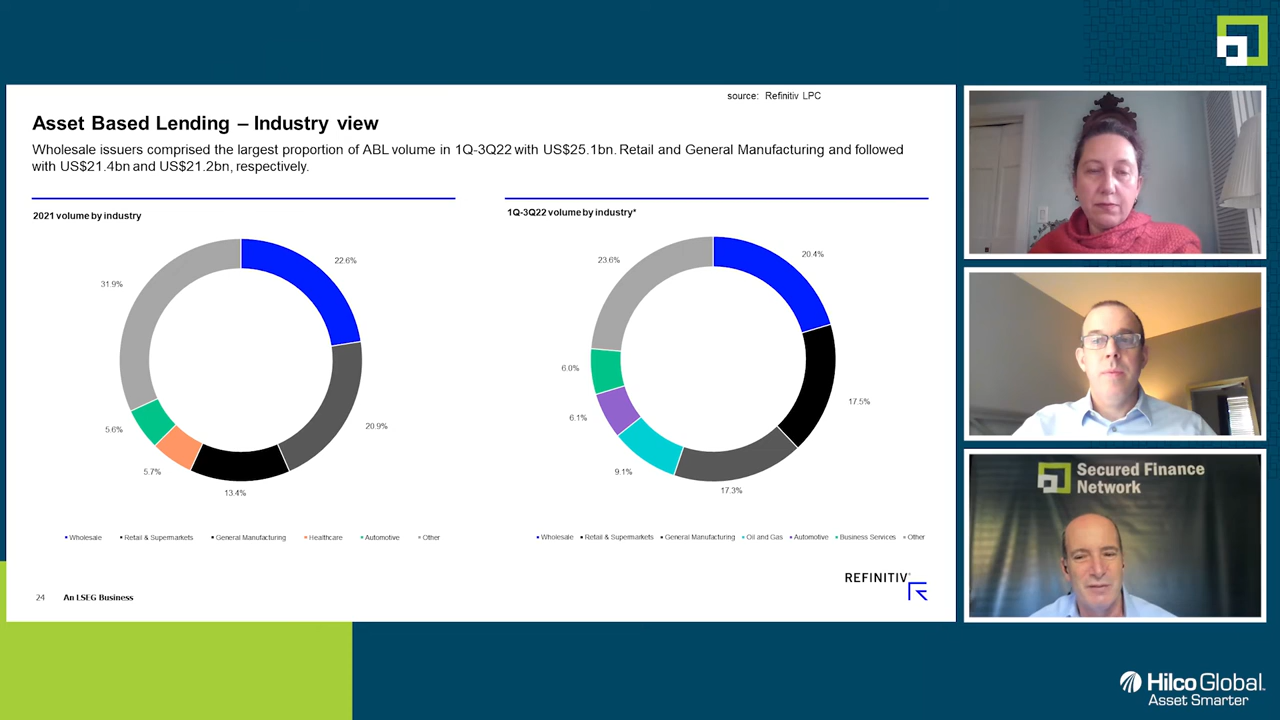 source: Refinitiv LPC
Asset Based Lending – Industry view
Wholesale issuers comprised the largest proportion of ABL volume in 1Q-3Q22 with US$25.1bn. Retail and General Manufacturing and followed
with US$21.4bn and US$21.2bn, respectively.
2021 volume by industry
22.6%
31.9%
20.9%
5.6%
5.7%
13.4%
Wholesale
Retail & Supermarkets
General Manufacturing
Healthcare
Automotive
Other
1Q-3Q22 volume by industry*
20.4%
23.6%
6.0%
17.5%
6.1%
9.1%
17.3%
Wholesale
Retail & Supermarkets
General Manufacturing
Oil and Gas
Automotive
Business Services
Other
REFINITIV
24 An LSEG Business
Secured Finance
Network
Hilco Global
Asset Smarter